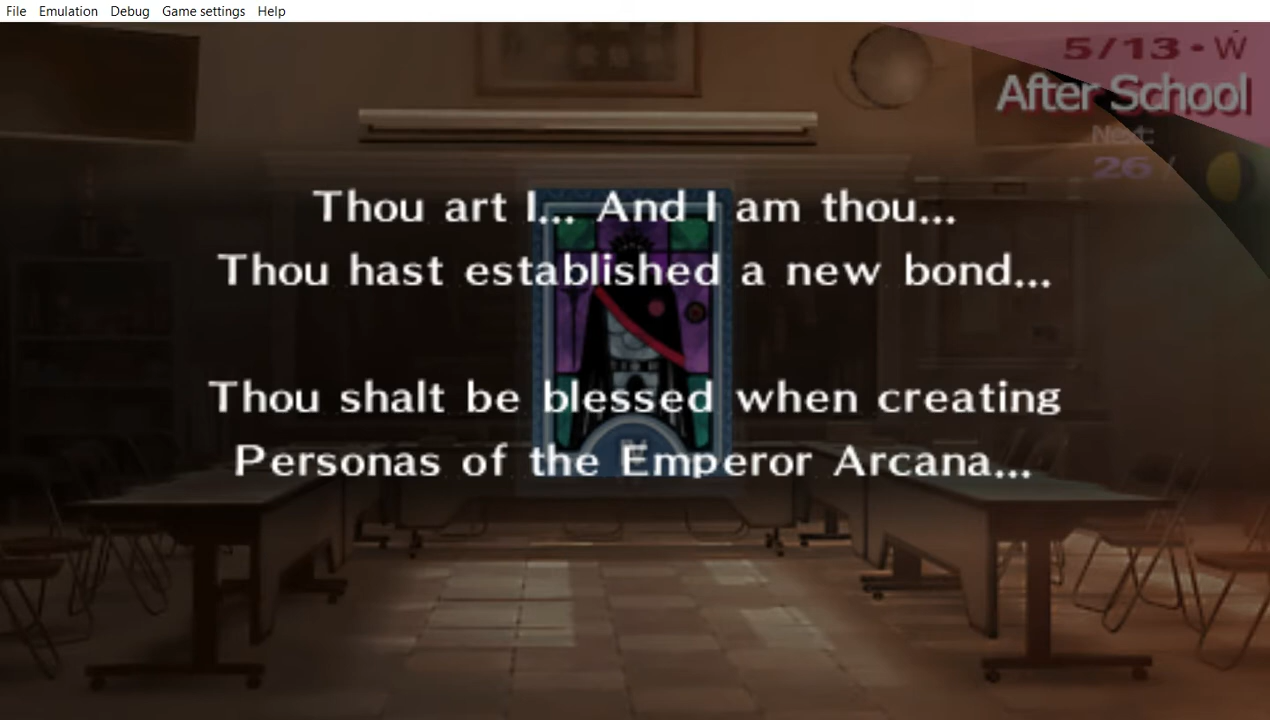 File Emulation Debug Game settings Help
5/13 • W
After School
Next:
26
Thou art I... And I am thou...
Thou hast established a new bond...
Thou shalt be blessed when creating
Personas of the Emperor Arcana...